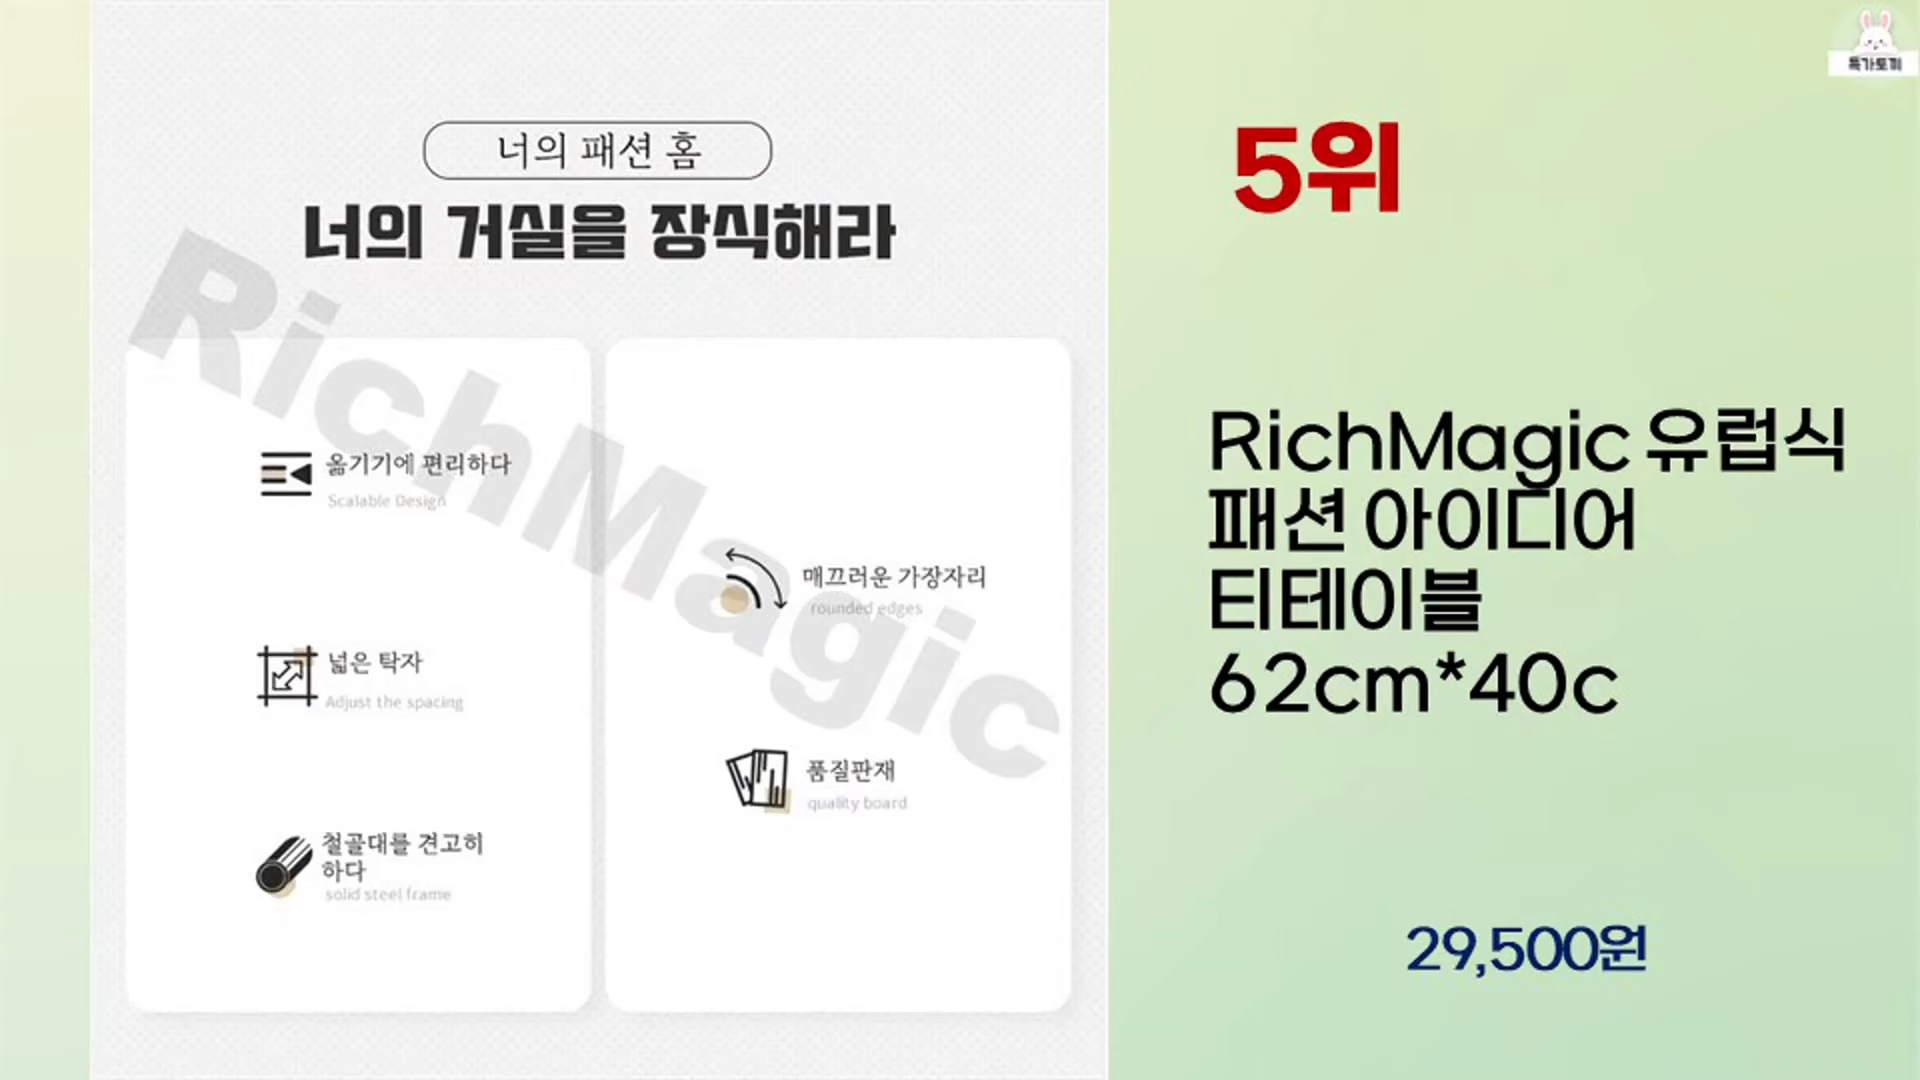 너의 패션 홈
너의 거실을 장식해라
RichMagic
옮기기에 편리하다
Scalable Design
넓은 탁자
Adjust the spacing
철골대를 견고히
하다
solid steel frame
매끄러운 가장자리
rounded edges
품질판재
quality board
특가토끼
5위
RichMagic 유럽식
패션 아이디어
티테이블
62cm*40c
29,500원